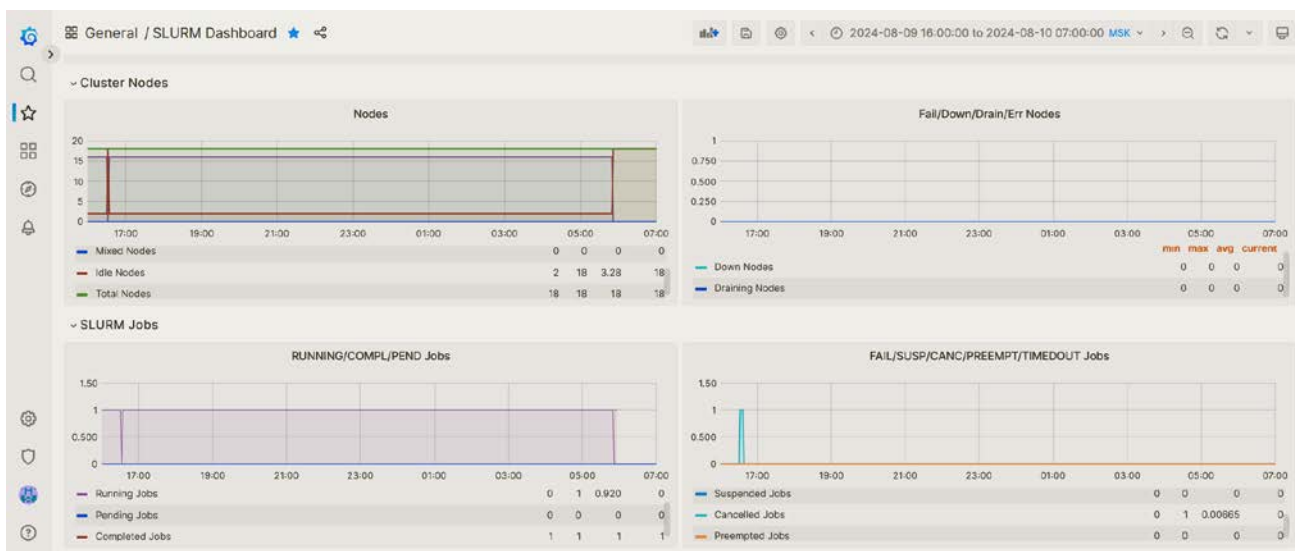 General / SLURM Dashboard
2024-08-09 16:00:00 to 2024-08-10 07:00:00 MSK
Cluster Nodes
Nodes
20
15
10
5
0
17:00 19:00 21:00 23:00 01:00 03:00 05:00 07:00
Mixed Nodes 0 0 0 0
Idle Nodes 2 18 3.28 18
Total Nodes 18 18 18 18
Fail/Down/Drain/Err Nodes
1
0.750
0.500
0.250
0
17:00 19:00 21:00 23:00 01:00 03:00 05:00 07:00
min max avg current
Down Nodes 0 0 0 0
Draining Nodes 0 0 0 0
SLURM Jobs
RUNNING/COMPL/PEND Jobs
1.50
1
0.500
0
17:00 19:00 21:00 23:00 01:00 03:00 05:00 07:00
Running Jobs 0 1 0.920 0
Pending Jobs 0 0 0 0
Completed Jobs 1 1 1 1
FAIL/SUSP/CANC/PREEMPT/TIMEDOUT Jobs
1.50
1
0.500
0
17:00 19:00 21:00 23:00 01:00 03:00 05:00 07:00
Suspended Jobs 0 0 0 0
Cancelled Jobs 0 1 0.00865 0
Preempted Jobs 0 0 0 0